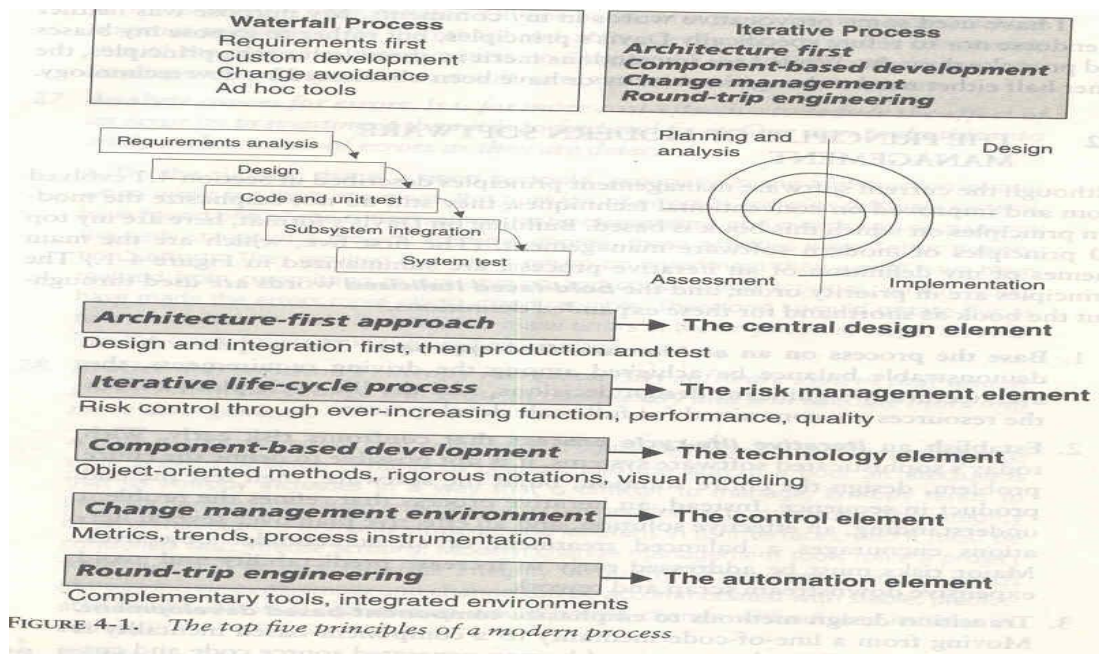 Waterfall Process
Requirements first
Custom development
Change avoidance
Ad hoc tools
Iterative Process
Architecture first
Component-based development
Change management
Round-trip engineering
Requirements analysis
Design
Code and unit test
Subsystem integration
System test
Planning and
analysis
Design
Assessment
Implementation
Architecture-first approach
The central design element
Design and integration first, then production and test
Iterative life-cycle process
The risk management element
Risk control through ever-increasing function, performance, quality
Component-based development
The technology element
Object-oriented methods, rigorous notations, visual modeling
Change management environment
The control element
Metrics, trends, process instrumentation
Round-trip engineering
The automation element
Complementary tools, integrated environments
FIGURE 4-1. The top five principles of a modern process